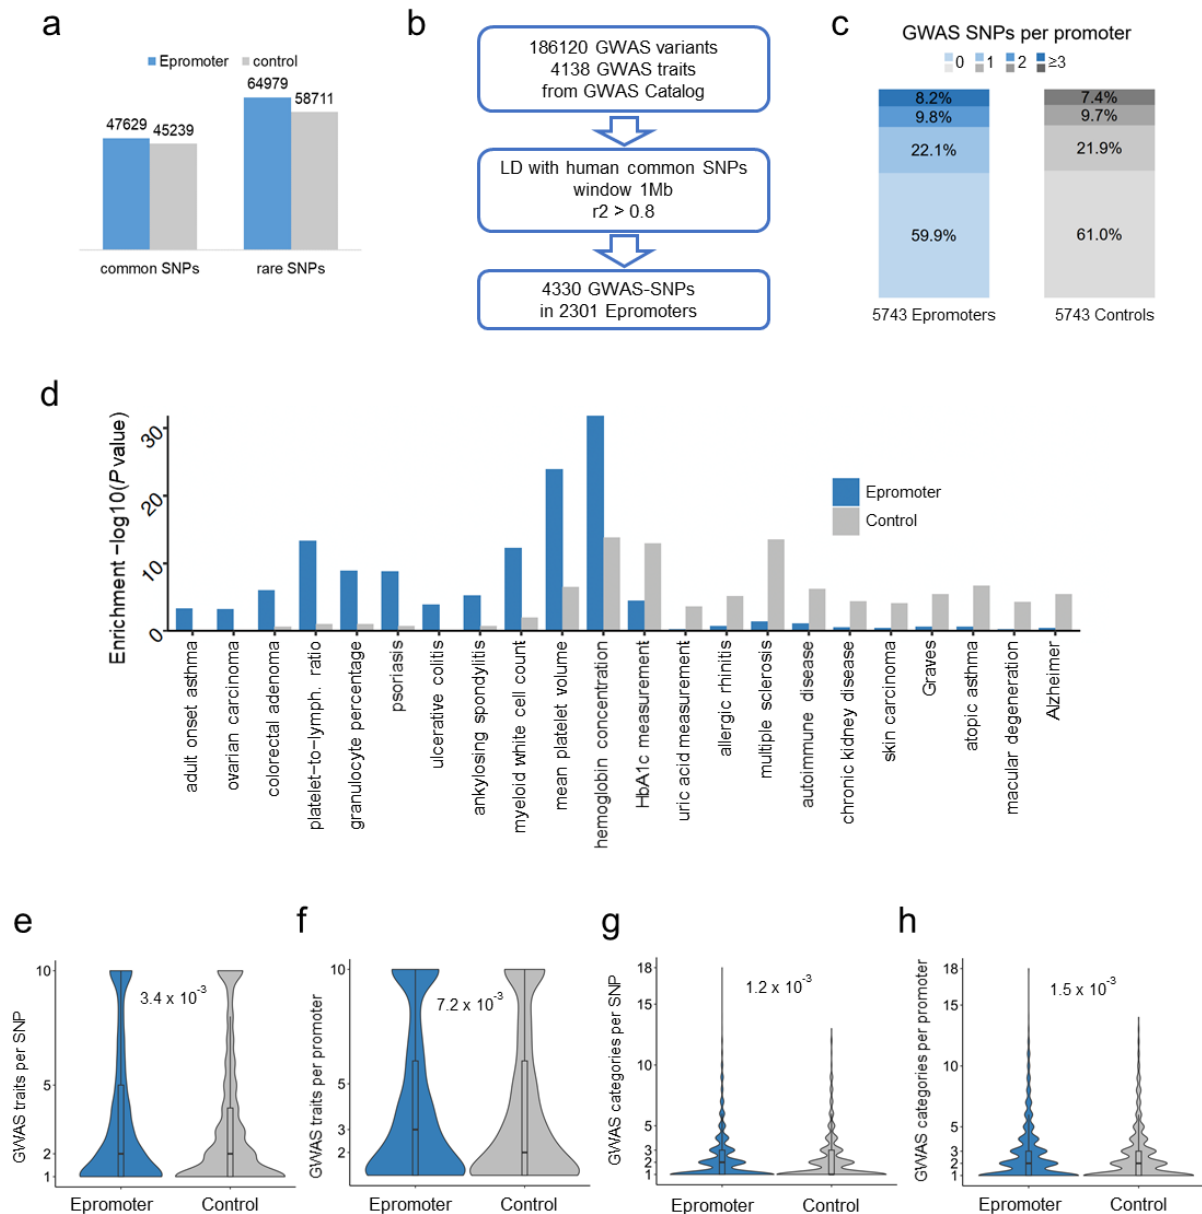 a
Epromoter control
64979
58711
47629
45239
common SNPs
rare SNPs
b
186120 GWAS variants
4138 GWAS traits
from GWAS Catalog
LD with human common SNPs
window 1Mb
r2 > 0.8
4330 GWAS-SNPs
in 2301 Epromoters
c
GWAS SNPs per promoter
0 1 2 ≥3
8.2%
9.8%
22.1%
59.9%
7.4%
9.7%
21.9%
61.0%
5743 Epromoters
5743 Controls
d
Enrichment -log10(P value)
30
20
10
0
Epromoter
Control
adult onset asthma
ovarian carcinoma
colorectal adenoma
platelet-to-lymph. ratio
granulocyte percentage
psoriasis
ulcerative colitis
ankylosing spondylitis
myeloid white cell count
mean platelet volume
hemoglobin concentration
HbA1c measurement
uric acid measurement
allergic rhinitis
multiple sclerosis
autoimmune disease
chronic kidney disease
skin carcinoma
Graves
atopic asthma
macular degeneration
Alzheimer
e
GWAS traits per SNP
10
5
2
1
3.4 x 10⁻³
Epromoter
Control
f
GWAS traits per promoter
10
5
3
2
7.2 x 10⁻³
Epromoter
Control
g
GWAS categories per SNP
18
15
10
5
3
2
1
1.2 x 10⁻³
Epromoter
Control
h
GWAS categories per promoter
18
15
10
5
3
2
1
1.5 x 10⁻³
Epromoter
Control